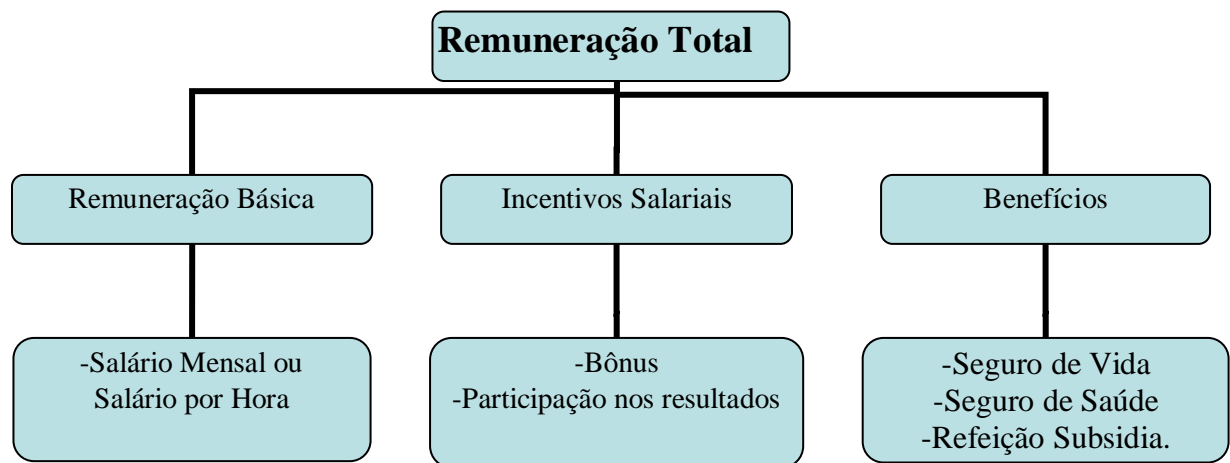 Remuneração Total
Remuneração Básica
Incentivos Salariais
Benefícios
-Salário Mensal ou
Salário por Hora
-Bônus
-Participação nos resultados
-Seguro de Vida
-Seguro de Saúde
-Refeição Subsidia.